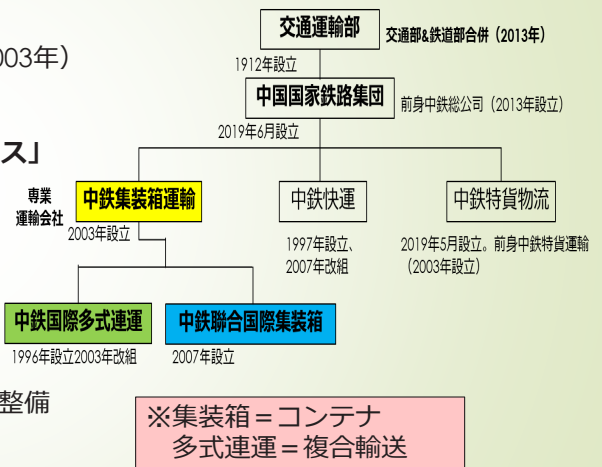 交通運輸部
交通部&鉄道部合併（2013年）
003年）
1912年設立
中国国家鉄路集団
前身中鉄総公司（2013年設立）
2019年6月設立
ス」
専業
運輸会社
中鉄集装箱運輸
中鉄快運
中鉄特貨物流
2003年設立
1997年設立、
2007年改組
2019年5月設立。前身中鉄特貨運輸
（2003年設立）
中鉄国際多式連運
中鉄聯合国際集装箱
1996年設立2003年改組
2007年設立
整備
※集装箱＝コンテナ
多式連運＝複合輸送